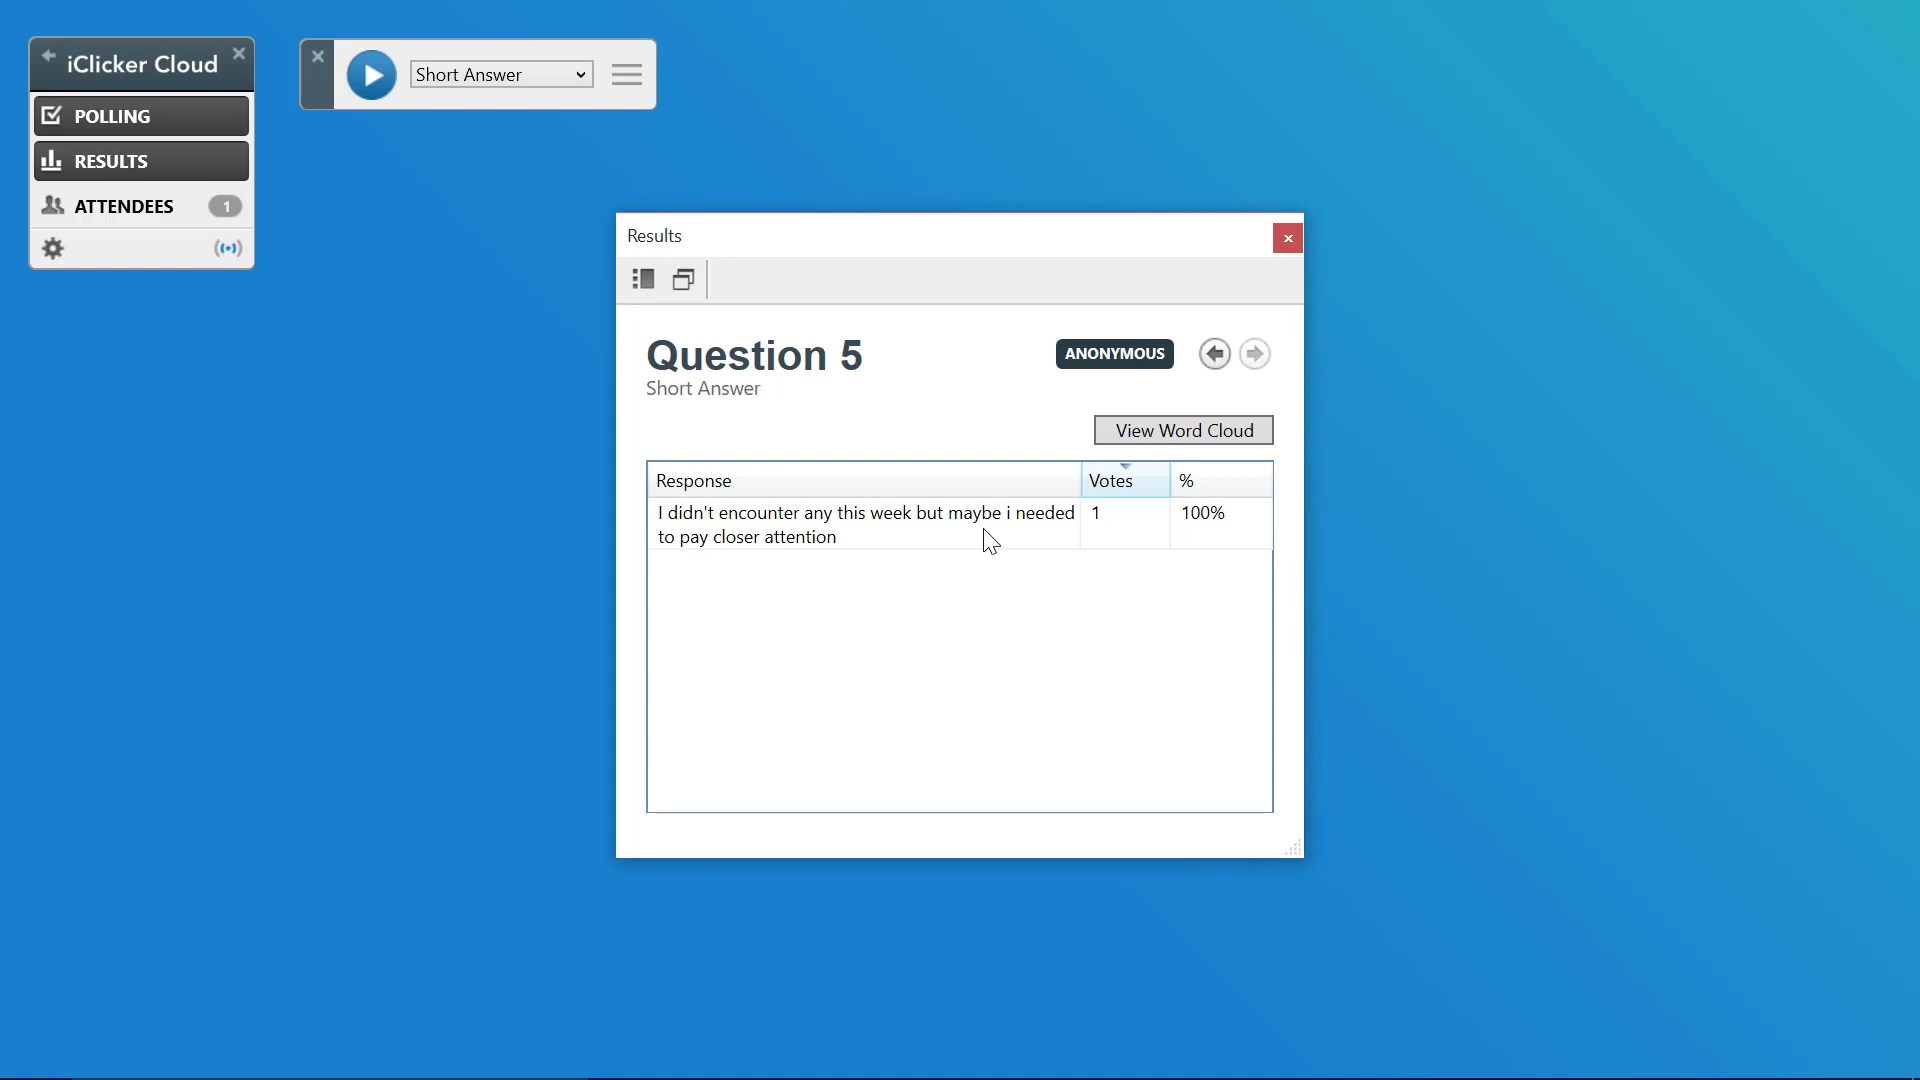 iClicker Cloud
POLLING
RESULTS
ATTENDEES 1
Short Answer
Results
Question 5
ANONYMOUS
Short Answer
View Word Cloud
Response Votes %
I didn't encounter any this week but maybe i needed 1 100%
to pay closer attention